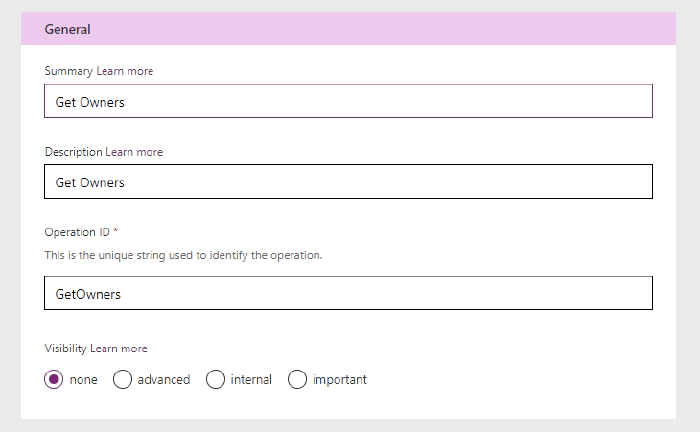 General
Summary Learn more
Get Owners
Description Learn more
Get Owners
Operation ID *
This is the unique string used to identify the operation.
GetOwners
Visibility Learn more
none advanced internal important